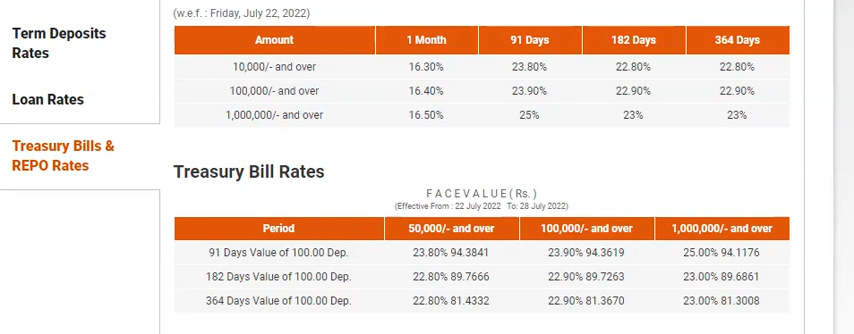 (w.e.f. : Friday, July 22, 2022)
Term Deposits
Rates
Loan Rates
Treasury Bills &
REPO Rates
Amount 1 Month 91 Days 182 Days 364 Days
10,000/- and over 16.30% 23.80% 22.80% 22.80%
100,000/- and over 16.40% 23.90% 22.90% 22.90%
1,000,000/- and over 16.50% 25% 23% 23%
Treasury Bill Rates
F A C E V A L U E ( Rs. )
(Effective From : 22 July 2022 To: 28 July 2022)
Period 50,000/- and over 100,000/- and over 1,000,000/- and over
91 Days Value of 100.00 Dep. 23.80% 94.3841 23.90% 94.3619 25.00% 94.1176
182 Days Value of 100.00 Dep. 22.80% 89.7666 22.90% 89.7263 23.00% 89.6861
364 Days Value of 100.00 Dep. 22.80% 81.4332 22.90% 81.3670 23.00% 81.3008